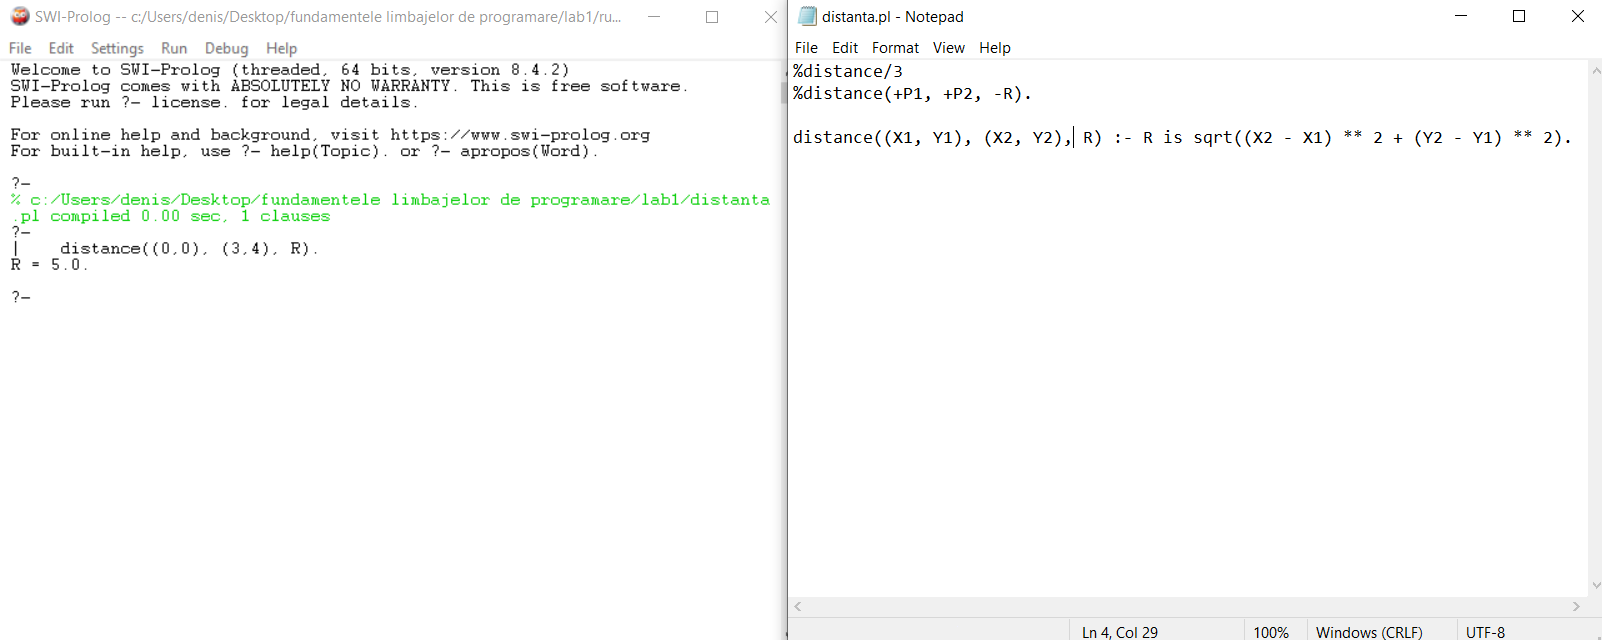 SWI-Prolog -- c:/Users/denis/Desktop/fundamentele limbajelor de programare/lab1/ru...
File Edit Settings Run Debug Help
Welcome to SWI-Prolog (threaded, 64 bits, version 8.4.2)
SWI-Prolog comes with ABSOLUTELY NO WARRANTY. This is free software.
Please run ?- license. for legal details.
For online help and background, visit https://www.swi-prolog.org
For built-in help, use ?- help(Topic). or ?- apropos(Word).
?-
% c:/Users/denis/Desktop/fundamentele limbajelor de programare/lab1/distanta
.pl compiled 0.00 sec, 1 clauses
?-
|    distance((0,0), (3,4), R).
R = 5.0.
?-
distanta.pl - Notepad
File Edit Format View Help
%distance/3
%distance(+P1, +P2, -R).
distance((X1, Y1), (X2, Y2), R) :- R is sqrt((X2 - X1) ** 2 + (Y2 - Y1) ** 2).
Ln 4, Col 29 100% Windows (CRLF) UTF-8